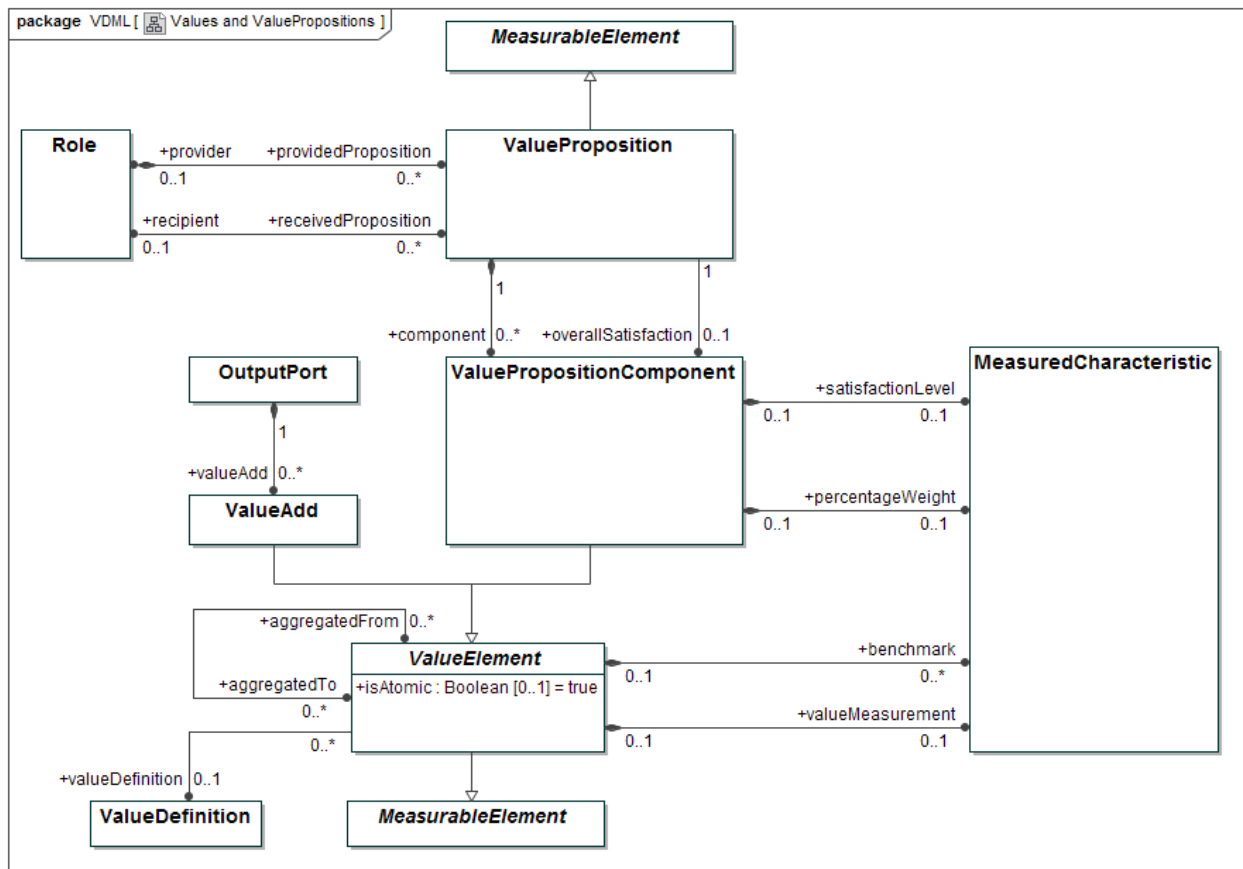 package VDML [ Values and ValuePropositions ]
MeasurableElement
Role
+provider
+providedProposition
0..1
0..*
+recipient
+receivedProposition
0..1
0..*
ValueProposition
1
1
+component
0..*
+overallSatisfaction
0..1
OutputPort
1
+valueAdd
0..*
ValueAdd
ValuePropositionComponent
+satisfactionLevel
0..1
0..1
+percentageWeight
0..1
0..1
MeasuredCharacteristic
+aggregatedFrom
0..*
+aggregatedTo
0..*
ValueElement
+isAtomic : Boolean [0..1] = true
+benchmark
0..1
0..*
+valueMeasurement
0..1
0..1
0..*
+valueDefinition
0..1
ValueDefinition
MeasurableElement